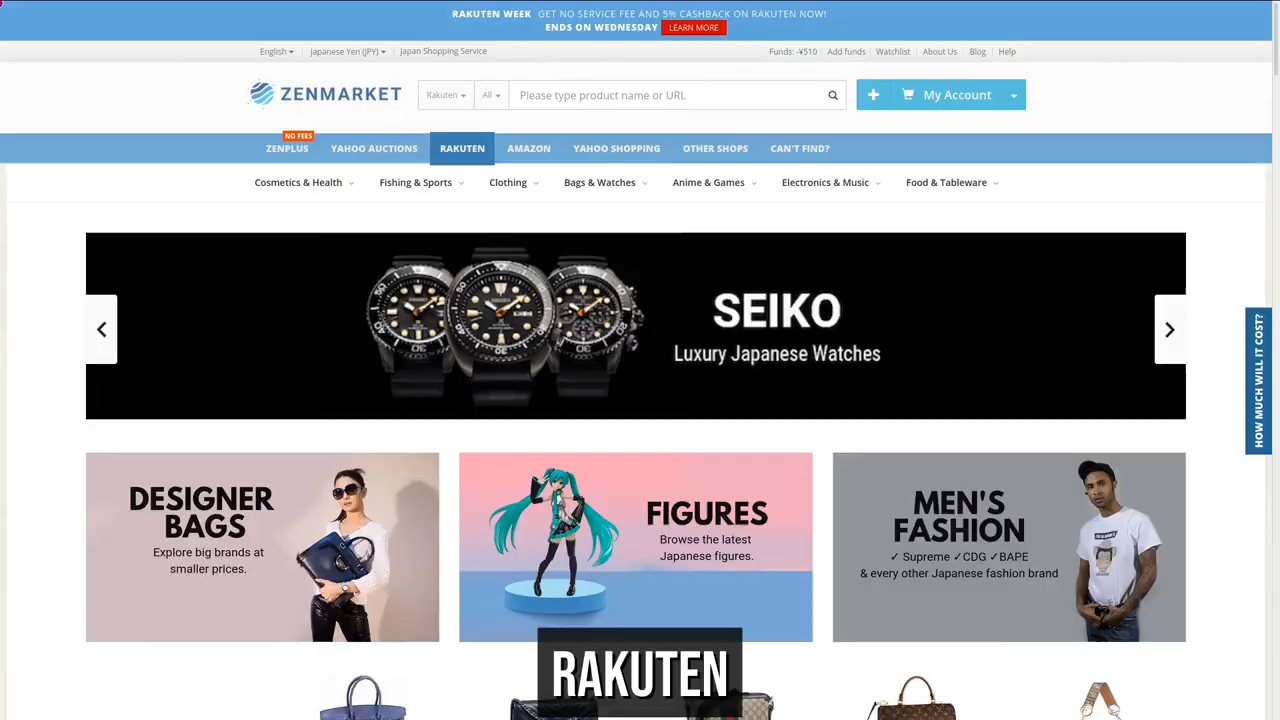 RAKUTEN WEEK GET NO SERVICE FEE AND 5% CASHBACK ON RAKUTEN NOW!
ENDS ON WEDNESDAY LEARN MORE
English Japanese Yen (JPY) Japan Shopping Service Funds: -¥510 Add funds Watchlist About Us Blog Help
ZENMARKET Rakuten All Please type product name or URL My Account
NO FEES
ZENPLUS YAHOO AUCTIONS RAKUTEN AMAZON YAHOO SHOPPING OTHER SHOPS CAN'T FIND?
Cosmetics & Health Fishing & Sports Clothing Bags & Watches Anime & Games Electronics & Music Food & Tableware
SEIKO
Luxury Japanese Watches
HOW MUCH WILL IT COST?
DESIGNER
BAGS
Explore big brands at
smaller prices.
FIGURES
Browse the latest
Japanese figures.
MEN'S
FASHION
✓ Supreme ✓CDG ✓BAPE
& every other Japanese fashion brand
RAKUTEN